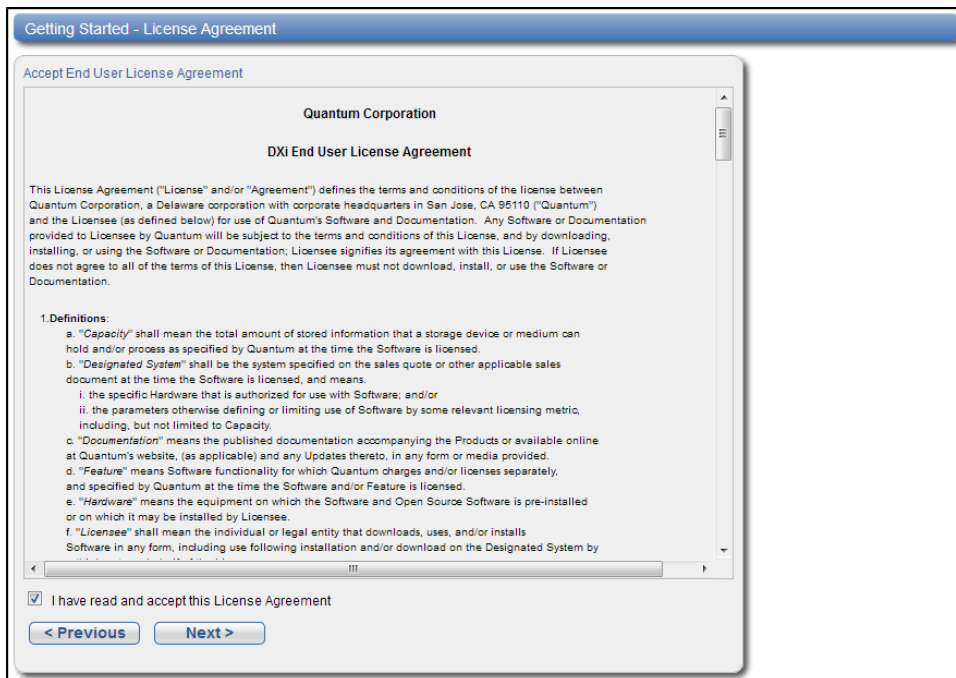 Getting Started - License Agreement
Accept End User License Agreement
Quantum Corporation
DXi End User License Agreement
This License Agreement ("License" and/or "Agreement") defines the terms and conditions of the license between
Quantum Corporation, a Delaware corporation with corporate headquarters in San Jose, CA 95110 ("Quantum")
and the Licensee (as defined below) for use of Quantum's Software and Documentation. Any Software or Documentation
provided to Licensee by Quantum will be subject to the terms and conditions of this License, and by downloading,
installing, or using the Software or Documentation; Licensee signifies its agreement with this License. If Licensee
does not agree to all of the terms of this License, then Licensee must not download, install, or use the Software or
Documentation.
1.Definitions:
a. "Capacity" shall mean the total amount of stored information that a storage device or medium can
hold and/or process as specified by Quantum at the time the Software is licensed.
b. "Designated System" shall be the system specified on the sales quote or other applicable sales
document at the time the Software is licensed, and means.
i. the specific Hardware that is authorized for use with Software; and/or
ii. the parameters otherwise defining or limiting use of Software by some relevant licensing metric,
including, but not limited to Capacity.
c. "Documentation" means the published documentation accompanying the Products or available online
at Quantum's website, (as applicable) and any Updates thereto, in any form or media provided.
d. "Feature" means Software functionality for which Quantum charges and/or licenses separately,
and specified by Quantum at the time the Software and/or Feature is licensed.
e. "Hardware" means the equipment on which the Software and Open Source Software is pre-installed
or on which it may be installed by Licensee.
f. "Licensee" shall mean the individual or legal entity that downloads, uses, and/or installs
Software in any form, including use following installation and/or download on the Designated System by
I have read and accept this License Agreement
< Previous
Next >